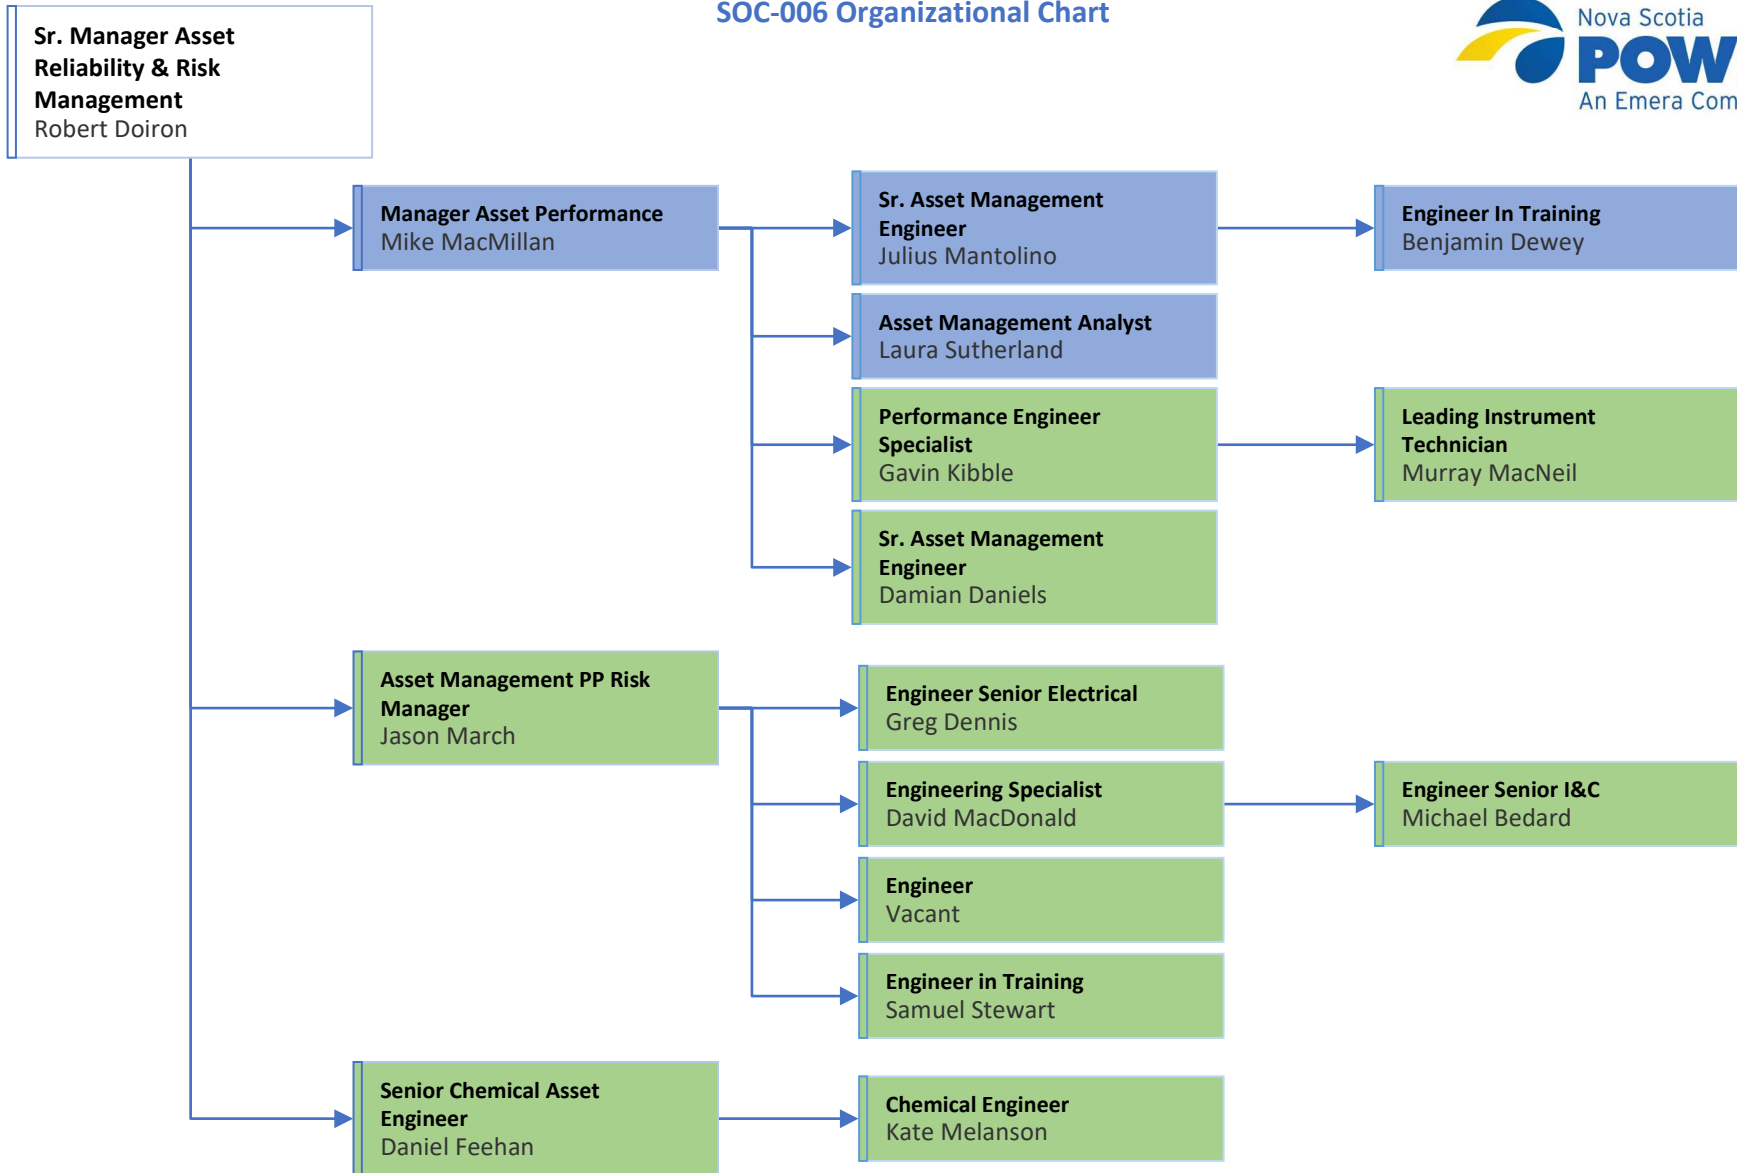 SOC-006 Organizational Chart
Nova Scotia
POW
An Emera Com
Sr. Manager Asset
Reliability & Risk
Management
Robert Doiron
Manager Asset Performance
Mike MacMillan
Sr. Asset Management
Engineer
Julius Mantolino
Engineer In Training
Benjamin Dewey
Asset Management Analyst
Laura Sutherland
Performance Engineer
Specialist
Gavin Kibble
Leading Instrument
Technician
Murray MacNeil
Sr. Asset Management
Engineer
Damian Daniels
Asset Management PP Risk
Manager
Jason March
Engineer Senior Electrical
Greg Dennis
Engineering Specialist
David MacDonald
Engineer Senior I&C
Michael Bedard
Engineer
Vacant
Engineer in Training
Samuel Stewart
Senior Chemical Asset
Engineer
Daniel Feehan
Chemical Engineer
Kate Melanson